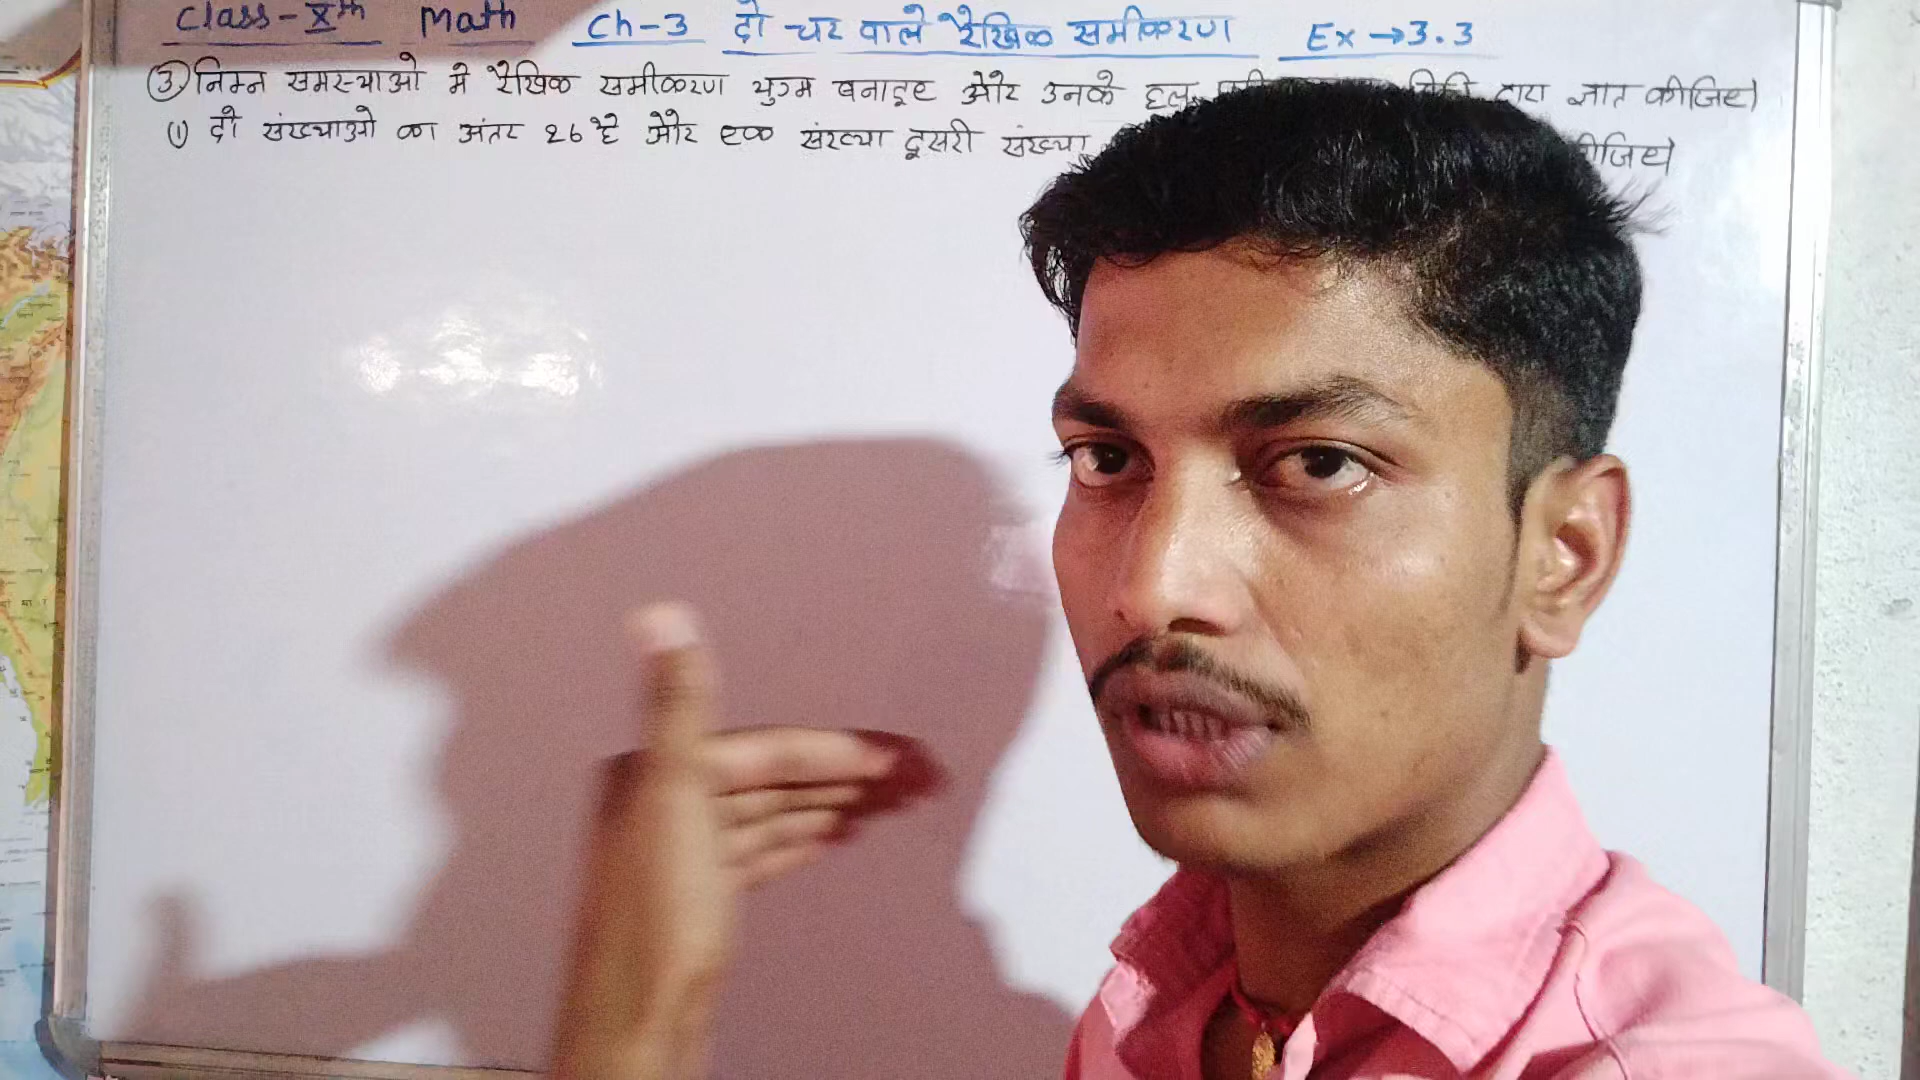 Class-Xth Math Ch-3 दो चर वाले रैखिक समीकरण Ex→3.3
③ निम्न समस्याओ मे रैखिक समीकरण युग्म बनाइए और उनके हल द्वारा ज्ञात कीजिए।
① दो संख्याओ का अंतर 26 है और एक संख्या दूसरी संख्या